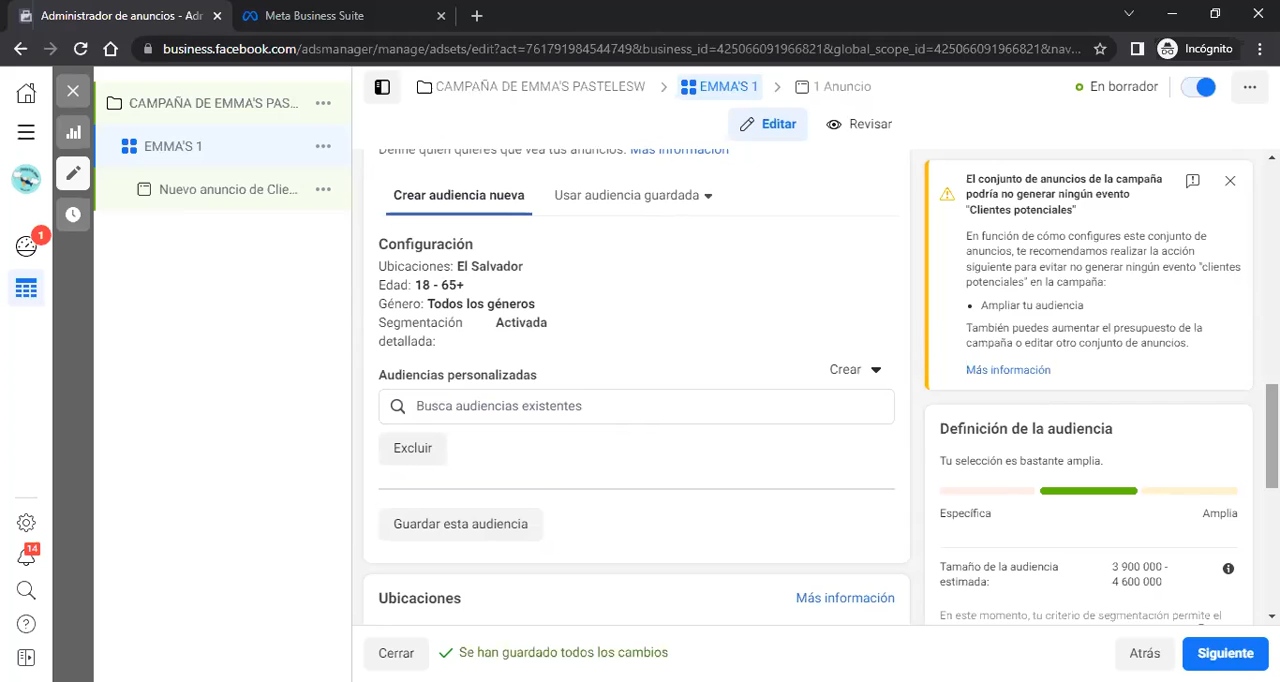 Administrador de anuncios - Adr
Meta Business Suite
Incógnito
business.facebook.com/adsmanager/manage/adsets/edit?act=761791984544749&business_id=425066091966821&global_scope_id=425066091966821&nav...
CAMPAÑA DE EMMA'S PAS...
EMMA'S 1
Nuevo anuncio de Clie...
1
14
CAMPAÑA DE EMMA'S PASTELESW
EMMA'S 1
1 Anuncio
En borrador
Editar
Revisar
Define quién quieres que vea tus anuncios. Más información
Crear audiencia nueva
Usar audiencia guardada
Configuración
Ubicaciones: El Salvador
Edad: 18 - 65+
Género: Todos los géneros
Segmentación detallada: Activada
Audiencias personalizadas
Crear
Busca audiencias existentes
Excluir
Guardar esta audiencia
Ubicaciones
Más información
El conjunto de anuncios de la campaña
podría no generar ningún evento
"Clientes potenciales"
En función de cómo configures este conjunto de
anuncios, te recomendamos realizar la acción
siguiente para evitar no generar ningún evento "clientes
potenciales" en la campaña:
• Ampliar tu audiencia
También puedes aumentar el presupuesto de la
campaña o editar otro conjunto de anuncios.
Más información
Definición de la audiencia
Tu selección es bastante amplia.
Específica
Amplia
Tamaño de la audiencia estimada: 3 900 000 - 4 600 000
En este momento, tu criterio de segmentación permite el
Cerrar
Se han guardado todos los cambios
Atrás
Siguiente